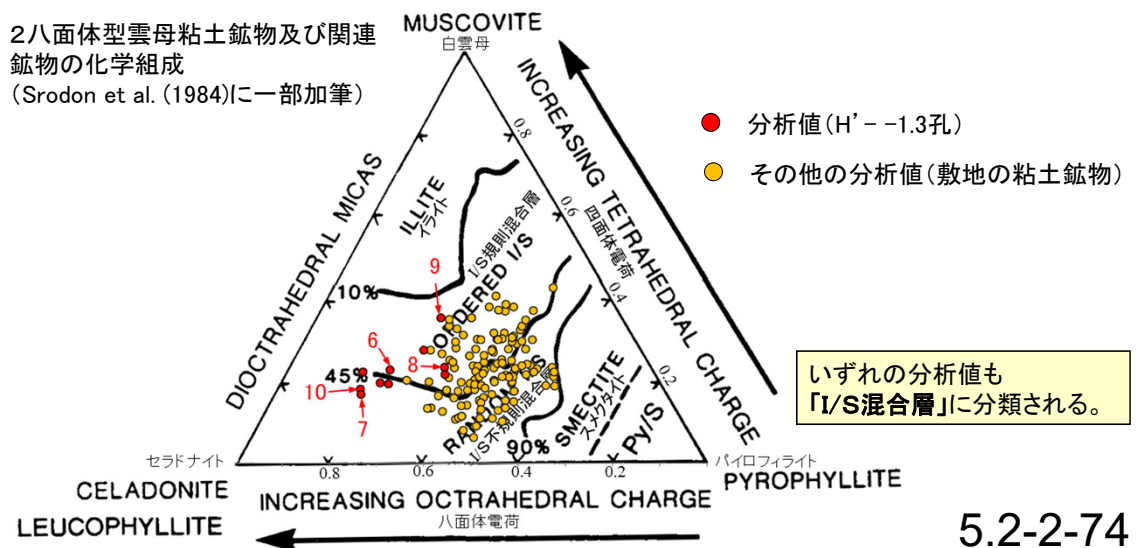 2八面体型雲母粘土鉱物及び関連
鉱物の化学組成
(Srodon et al. (1984)に一部加筆)
MUSCOVITE
白雲母
分析値(H’- -1.3孔)
その他の分析値(敷地の粘土鉱物)
INCREASING TETRAHEDRAL CHARGE
四面体電荷
DIOCTRAHEDRAL MICAS
0.8
0.6
0.4
0.2
ILLITE
イライト
I/S規則混合層
ORDERED I/S
10%
9
6
8
45%
10
7
RANDOM I/S
I/S不規則混合層
90%
SMECTITE
スメクタイト
Py/S
いずれの分析値も
「I/S混合層」に分類される。
セラドナイト
パイロフィライト
0.8
0.6
0.4
0.2
CELADONITE
LEUCOPHYLLITE
INCREASING OCTRAHEDRAL CHARGE
八面体電荷
PYROPHYLLITE
5.2-2-74